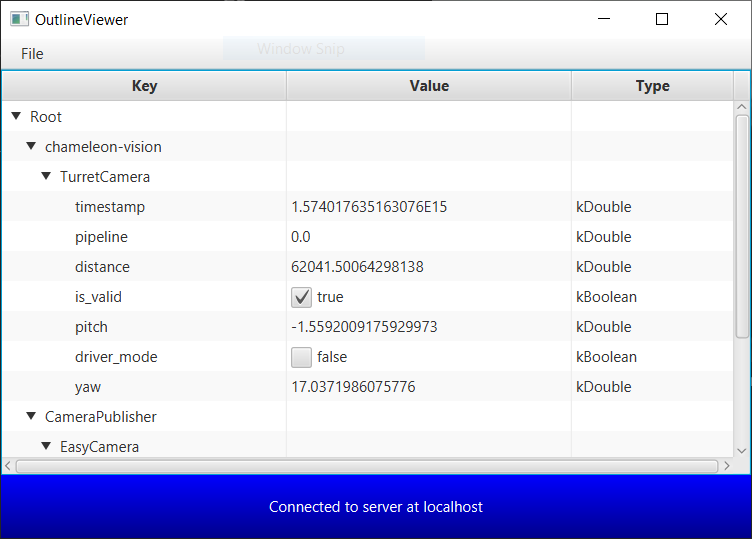 OutlineViewer
Window Snip
File
Key Value Type
Root
chameleon-vision
TurretCamera
timestamp 1.574017635163076E15 kDouble
pipeline 0.0 kDouble
distance 62041.50064298138 kDouble
is_valid true kBoolean
pitch -1.5592009175929973 kDouble
driver_mode false kBoolean
yaw 17.0371986075776 kDouble
CameraPublisher
EasyCamera
Connected to server at localhost